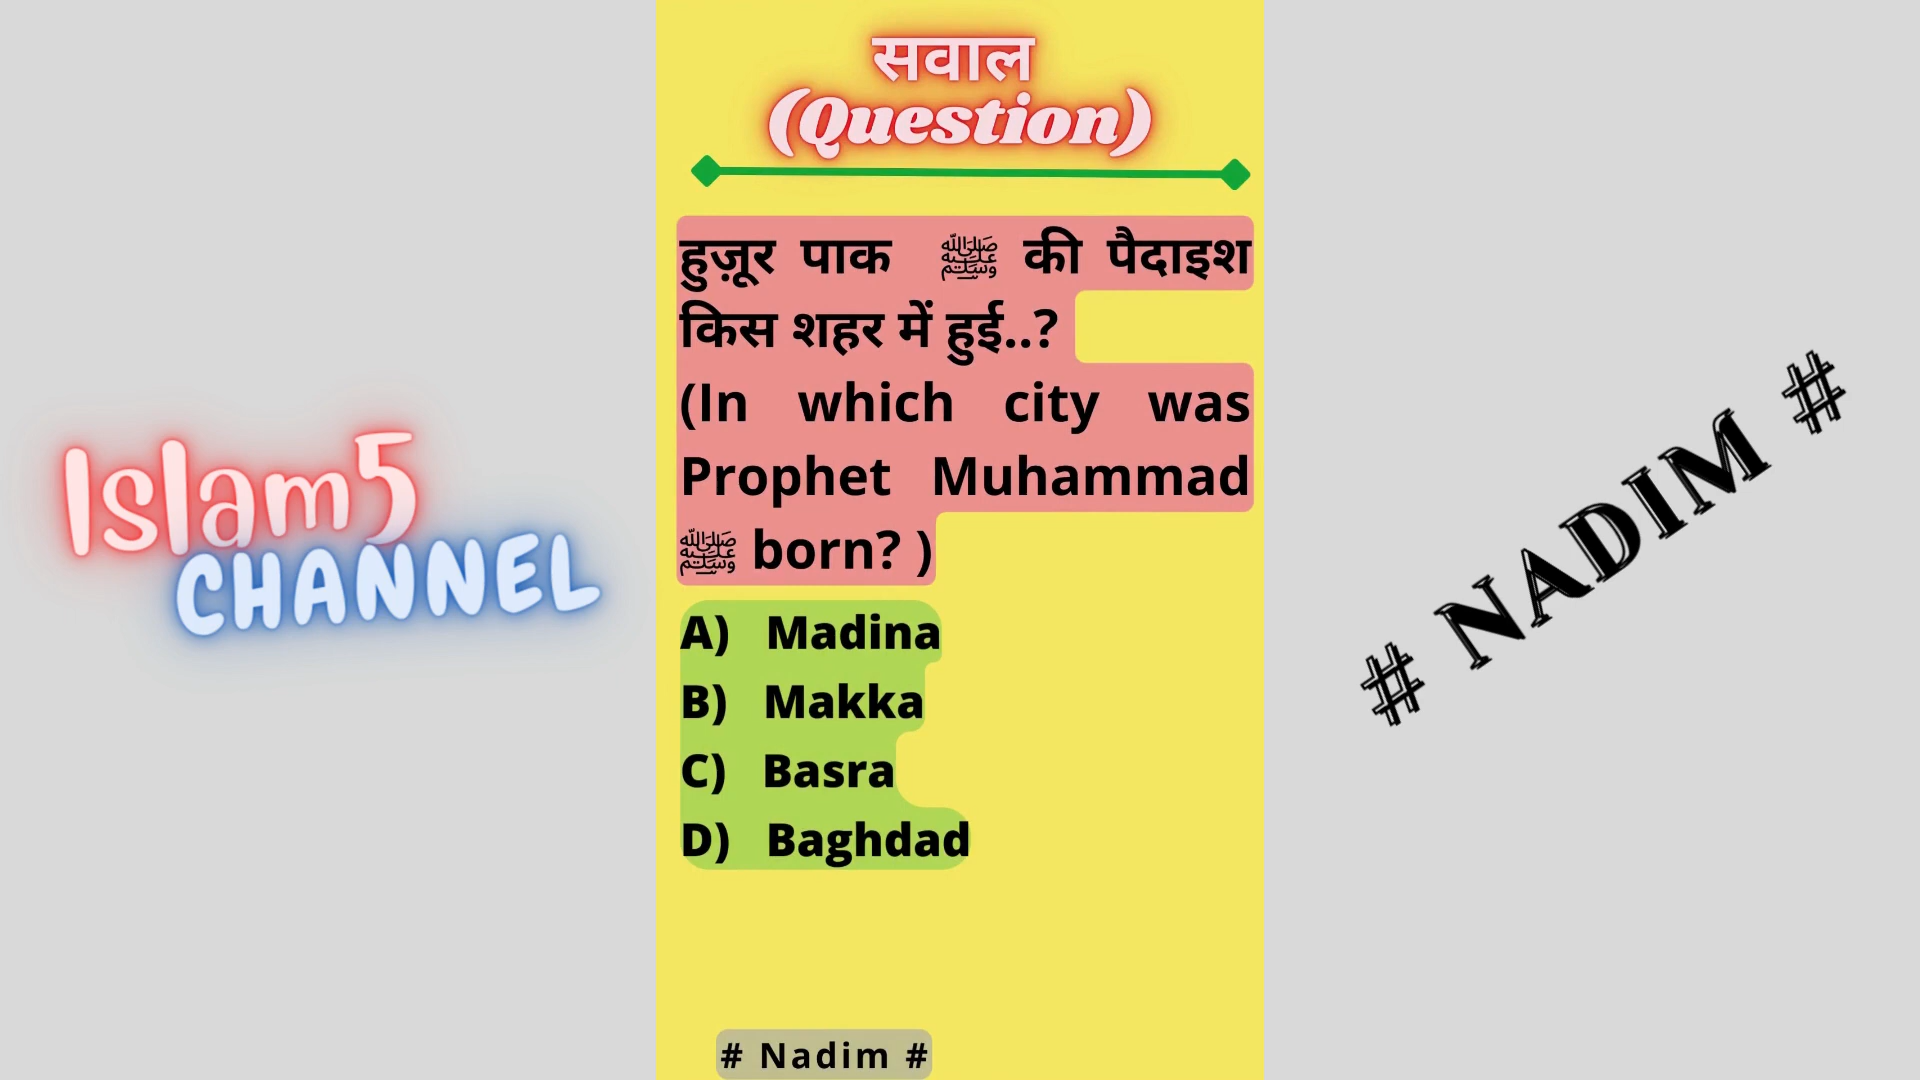 सवाल
(Question)
हुज़ूर पाक ﷺ की पैदाइश
किस शहर में हुई..?
(In which city was
Prophet Muhammad
ﷺ born? )
A) Madina
B) Makka
C) Basra
D) Baghdad
# Nadim #
Islam5
CHANNEL
# NADIM #